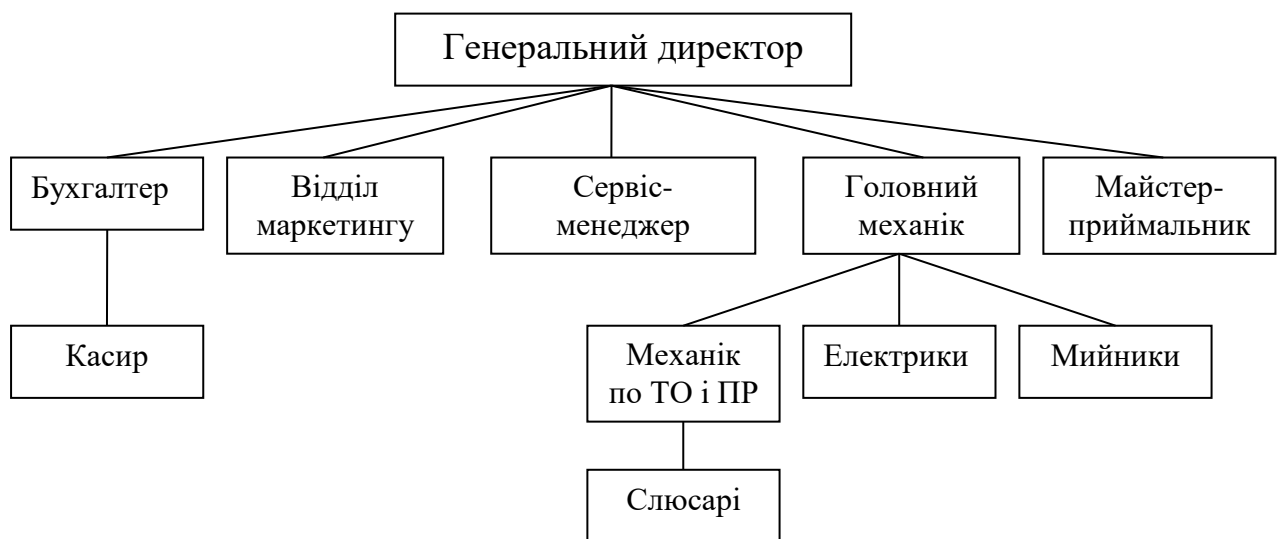 Генеральний директор
Бухгалтер
Відділ
маркетингу
Сервіс-
менеджер
Головний
механік
Майстер-
приймальник
Касир
Механік
по ТО і ПР
Електрики
Мийники
Слюсарі